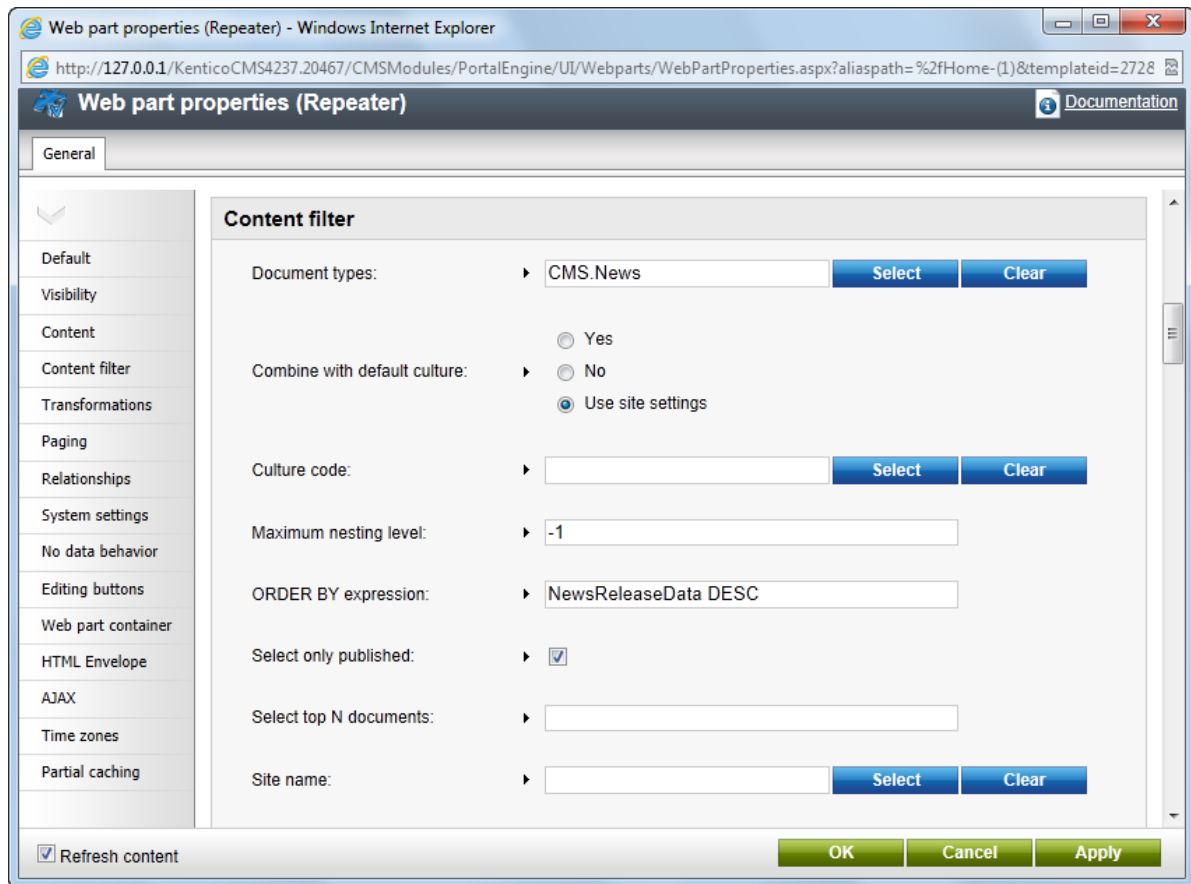 Web part properties (Repeater) - Windows Internet Explorer
http://127.0.0.1/KenticoCMS4237.20467/CMSModules/PortalEngine/UI/Webparts/WebPartProperties.aspx?aliaspath=%2fHome-(1)&templateid=2728
Web part properties (Repeater)
Documentation
General
Default
Visibility
Content
Content filter
Transformations
Paging
Relationships
System settings
No data behavior
Editing buttons
Web part container
HTML Envelope
AJAX
Time zones
Partial caching
Content filter
Document types: CMS.News Select Clear
Yes
Combine with default culture: No
Use site settings
Culture code: Select Clear
Maximum nesting level: -1
ORDER BY expression: NewsReleaseData DESC
Select only published:
Select top N documents:
Site name: Select Clear
Refresh content OK Cancel Apply